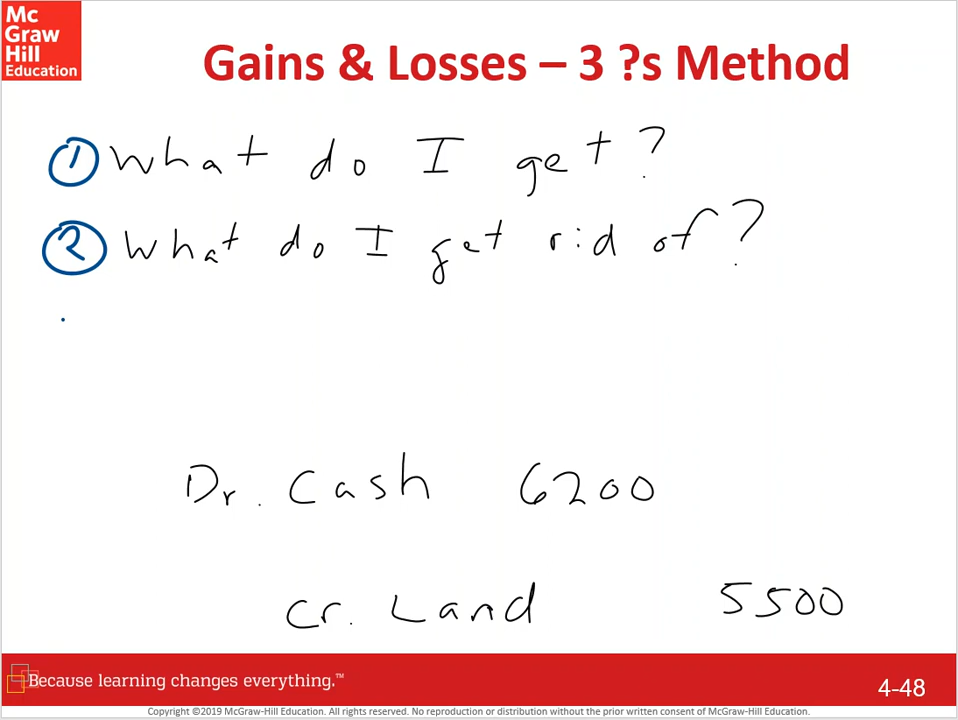 Mc
Graw
Hill
Education
Gains & Losses – 3 ?s Method
① What do I get?
② What do I get rid of?
Dr. Cash 6200
Cr. Land 5500
Because learning changes everything.™
4-48
Copyright ©2019 McGraw-Hill Education. All rights reserved. No reproduction or distribution without the prior written consent of McGraw-Hill Education.